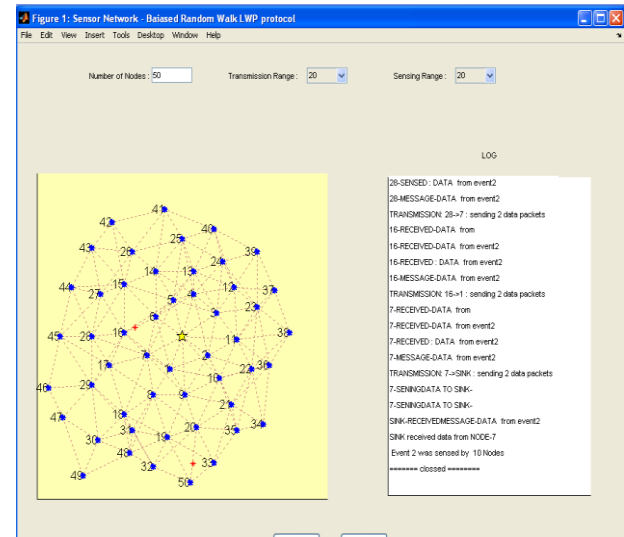 Figure 1: Sensor Network - Baiased Random Walk LWP protocol
File Edit View Insert Tools Desktop Window Help
Number of Nodes : 50 Transmission Range : 20 Sensing Range : 20
LOG
28-SENSED : DATA from event2
28-MESSAGE-DATA from event2
TRANSMISSION: 28->7 : sending 2 data packets
16-RECEIVED-DATA from
16-RECEIVED-DATA from event2
16-RECEIVED : DATA from event2
16-MESSAGE-DATA from event2
TRANSMISSION: 16->1 : sending 2 data packets
7-RECEIVED-DATA from
7-RECEIVED-DATA from event2
7-RECEIVED : DATA from event2
7-MESSAGE-DATA from event2
TRANSMISSION: 7->SINK : sending 2 data packets
7-SENINGDATA TO SINK-
7-SENINGDATA TO SINK-
SINK-RECEIVEDMESSAGE-DATA from event2
SINK received data from NODE-7
Event 2 was sensed by 10 Nodes
======= clossed ========
41
42 40
43 26 25 39
24
44 27 15 14 13 12 37
5 4 23
6 3
45 28 16 11 38
7 2
17 1 10 22 36
46 29 8 9
21
47 18 34
30 31 19 20 35
48
49 32 33
50